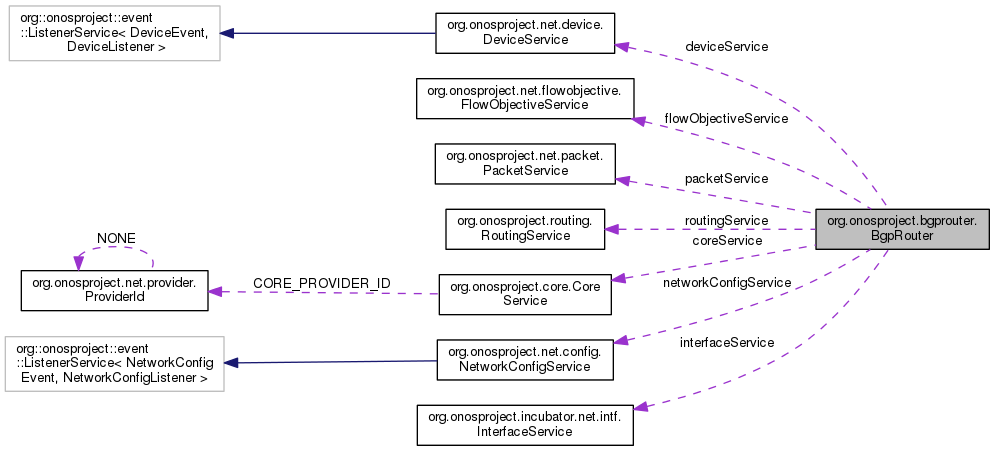 org::onosproject::event
::ListenerService< DeviceEvent,
DeviceListener >
org.onosproject.net.device.
DeviceService
deviceService
org.onosproject.net.flowobjective.
FlowObjectiveService
flowObjectiveService
org.onosproject.net.packet.
PacketService
packetService
org.onosproject.routing.
RoutingService
routingService
org.onosproject.bgprouter.
BgpRouter
coreService
NONE
org.onosproject.net.provider.
ProviderId
CORE_PROVIDER_ID
org.onosproject.core.Core
Service
networkConfigService
org::onosproject::event
::ListenerService< NetworkConfig
Event, NetworkConfigListener >
org.onosproject.net.config.
NetworkConfigService
interfaceService
org.onosproject.incubator.net.intf.
InterfaceService